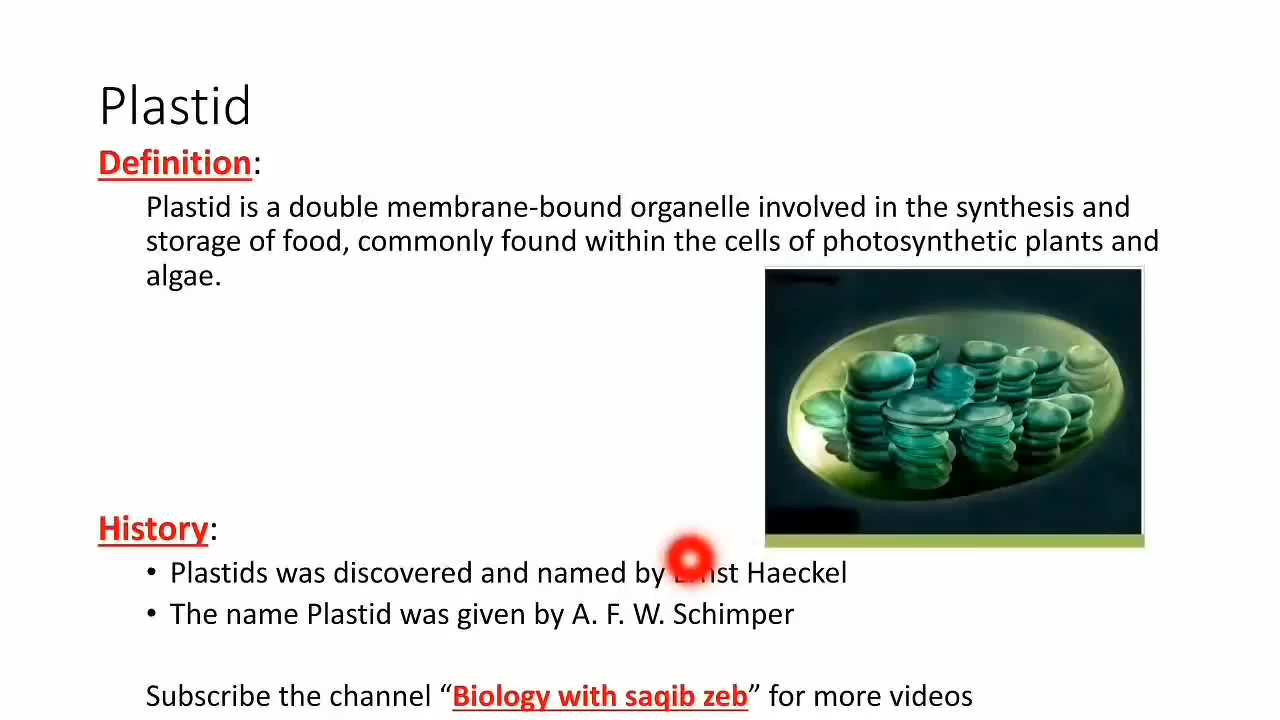 Plastid
Definition:
Plastid is a double membrane-bound organelle involved in the synthesis and
storage of food, commonly found within the cells of photosynthetic plants and
algae.
History:
• Plastids was discovered and named by Ernst Haeckel
• The name Plastid was given by A. F. W. Schimper
Subscribe the channel “Biology with saqib zeb” for more videos